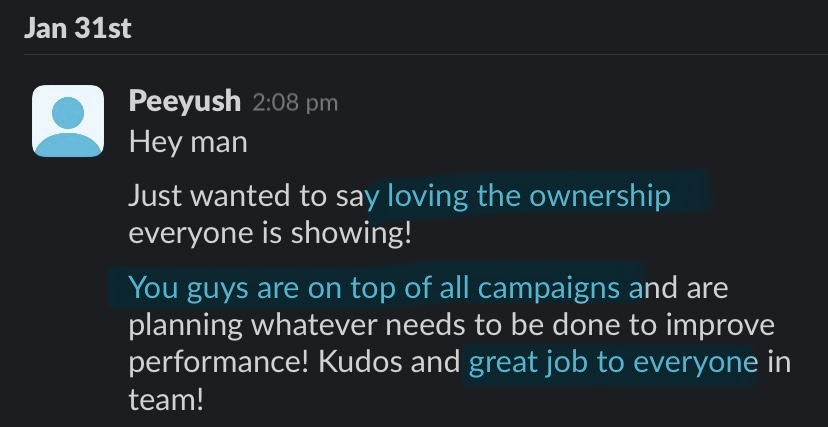 Jan 31st
Peeyush 2:08 pm
Hey man
Just wanted to say loving the ownership
everyone is showing!
You guys are on top of all campaigns and are
planning whatever needs to be done to improve
performance! Kudos and great job to everyone in
team!